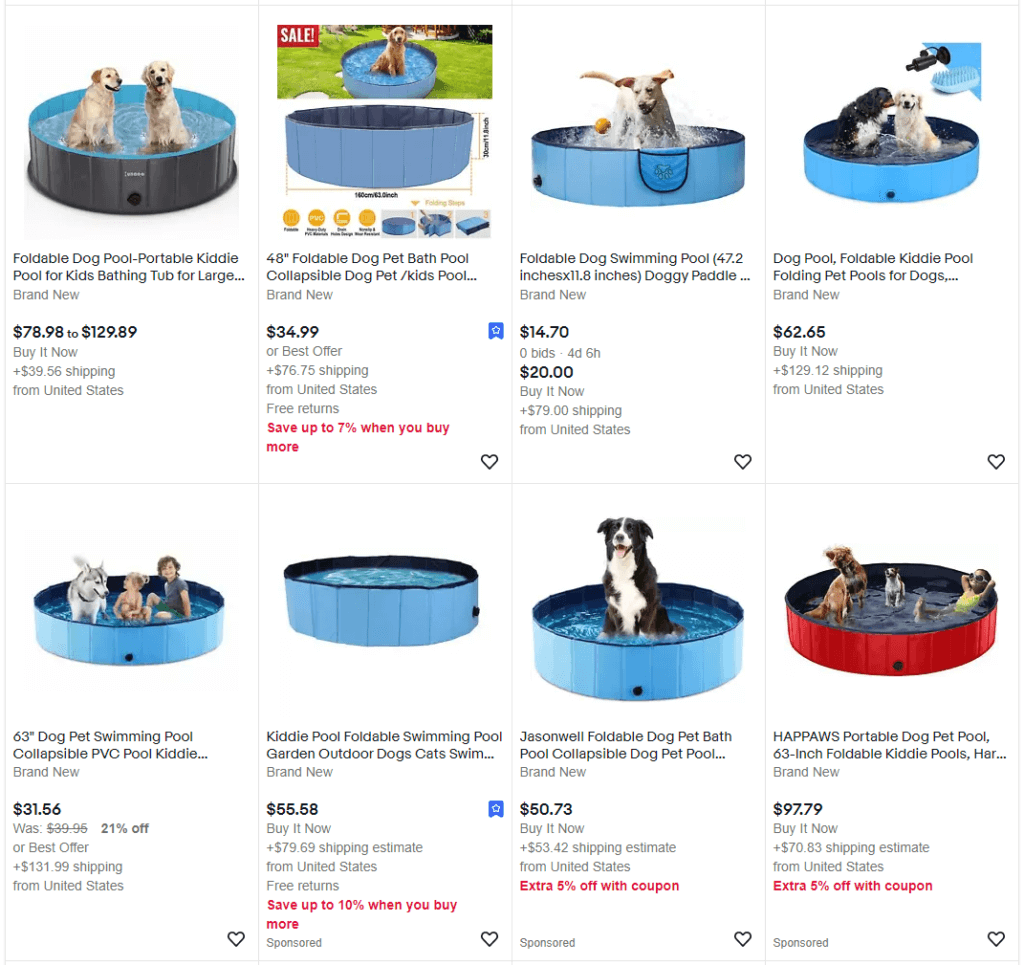 Foldable Dog Pool-Portable Kiddie
Pool for Kids Bathing Tub for Large...
Brand New
$78.98 to $129.89
Buy It Now
+$39.56 shipping
from United States
SALE!
30cm/11.8inch
160cm/63.0inch
Folding Steps
Foldable
48" Foldable Dog Pet Bath Pool
Collapsible Dog Pet /kids Pool...
Brand New
$34.99
or Best Offer
+$76.75 shipping
from United States
Free returns
Save up to 7% when you buy
more
Foldable Dog Swimming Pool (47.2
inchesx11.8 inches) Doggy Paddle ...
Brand New
$14.70
0 bids · 4d 6h
$20.00
Buy It Now
+$79.00 shipping
from United States
Dog Pool, Foldable Kiddie Pool
Folding Pet Pools for Dogs,...
Brand New
$62.65
Buy It Now
+$129.12 shipping
from United States
63" Dog Pet Swimming Pool
Collapsible PVC Pool Kiddie...
Brand New
$31.56
Was: $39.95 21% off
or Best Offer
+$131.99 shipping
from United States
Kiddie Pool Foldable Swimming Pool
Garden Outdoor Dogs Cats Swim...
Brand New
$55.58
Buy It Now
+$79.69 shipping estimate
from United States
Free returns
Save up to 10% when you buy
more
Sponsored
Jasonwell Foldable Dog Pet Bath
Pool Collapsible Dog Pet Pool...
Brand New
$50.73
Buy It Now
+$53.42 shipping estimate
from United States
Extra 5% off with coupon
Sponsored
HAPPAWS Portable Dog Pet Pool,
63-Inch Foldable Kiddie Pools, Har...
Brand New
$97.79
Buy It Now
+$70.83 shipping estimate
from United States
Extra 5% off with coupon
Sponsored